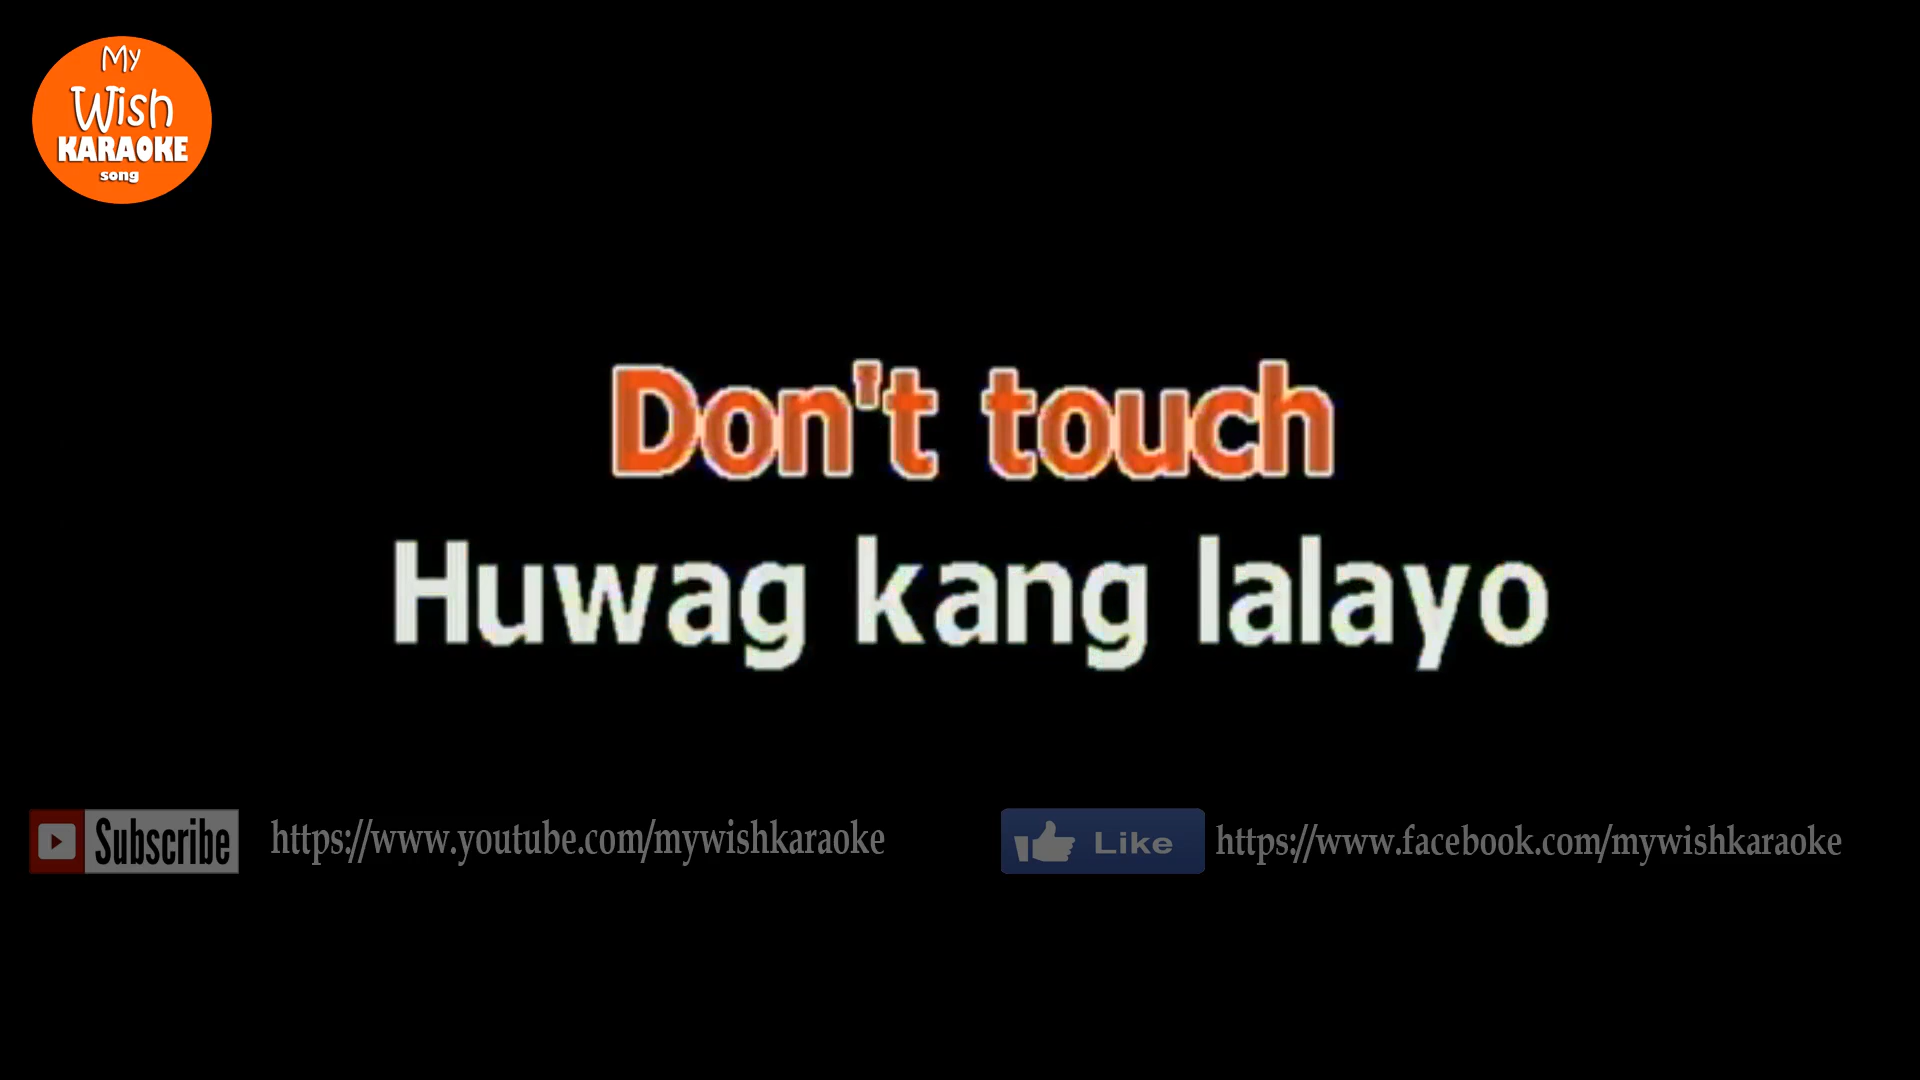 My
Wish
KARAOKE
song
Don't touch
Huwag kang lalayo
Subscribe https://www.youtube.com/mywishkaraoke
Like https://www.facebook.com/mywishkaraoke